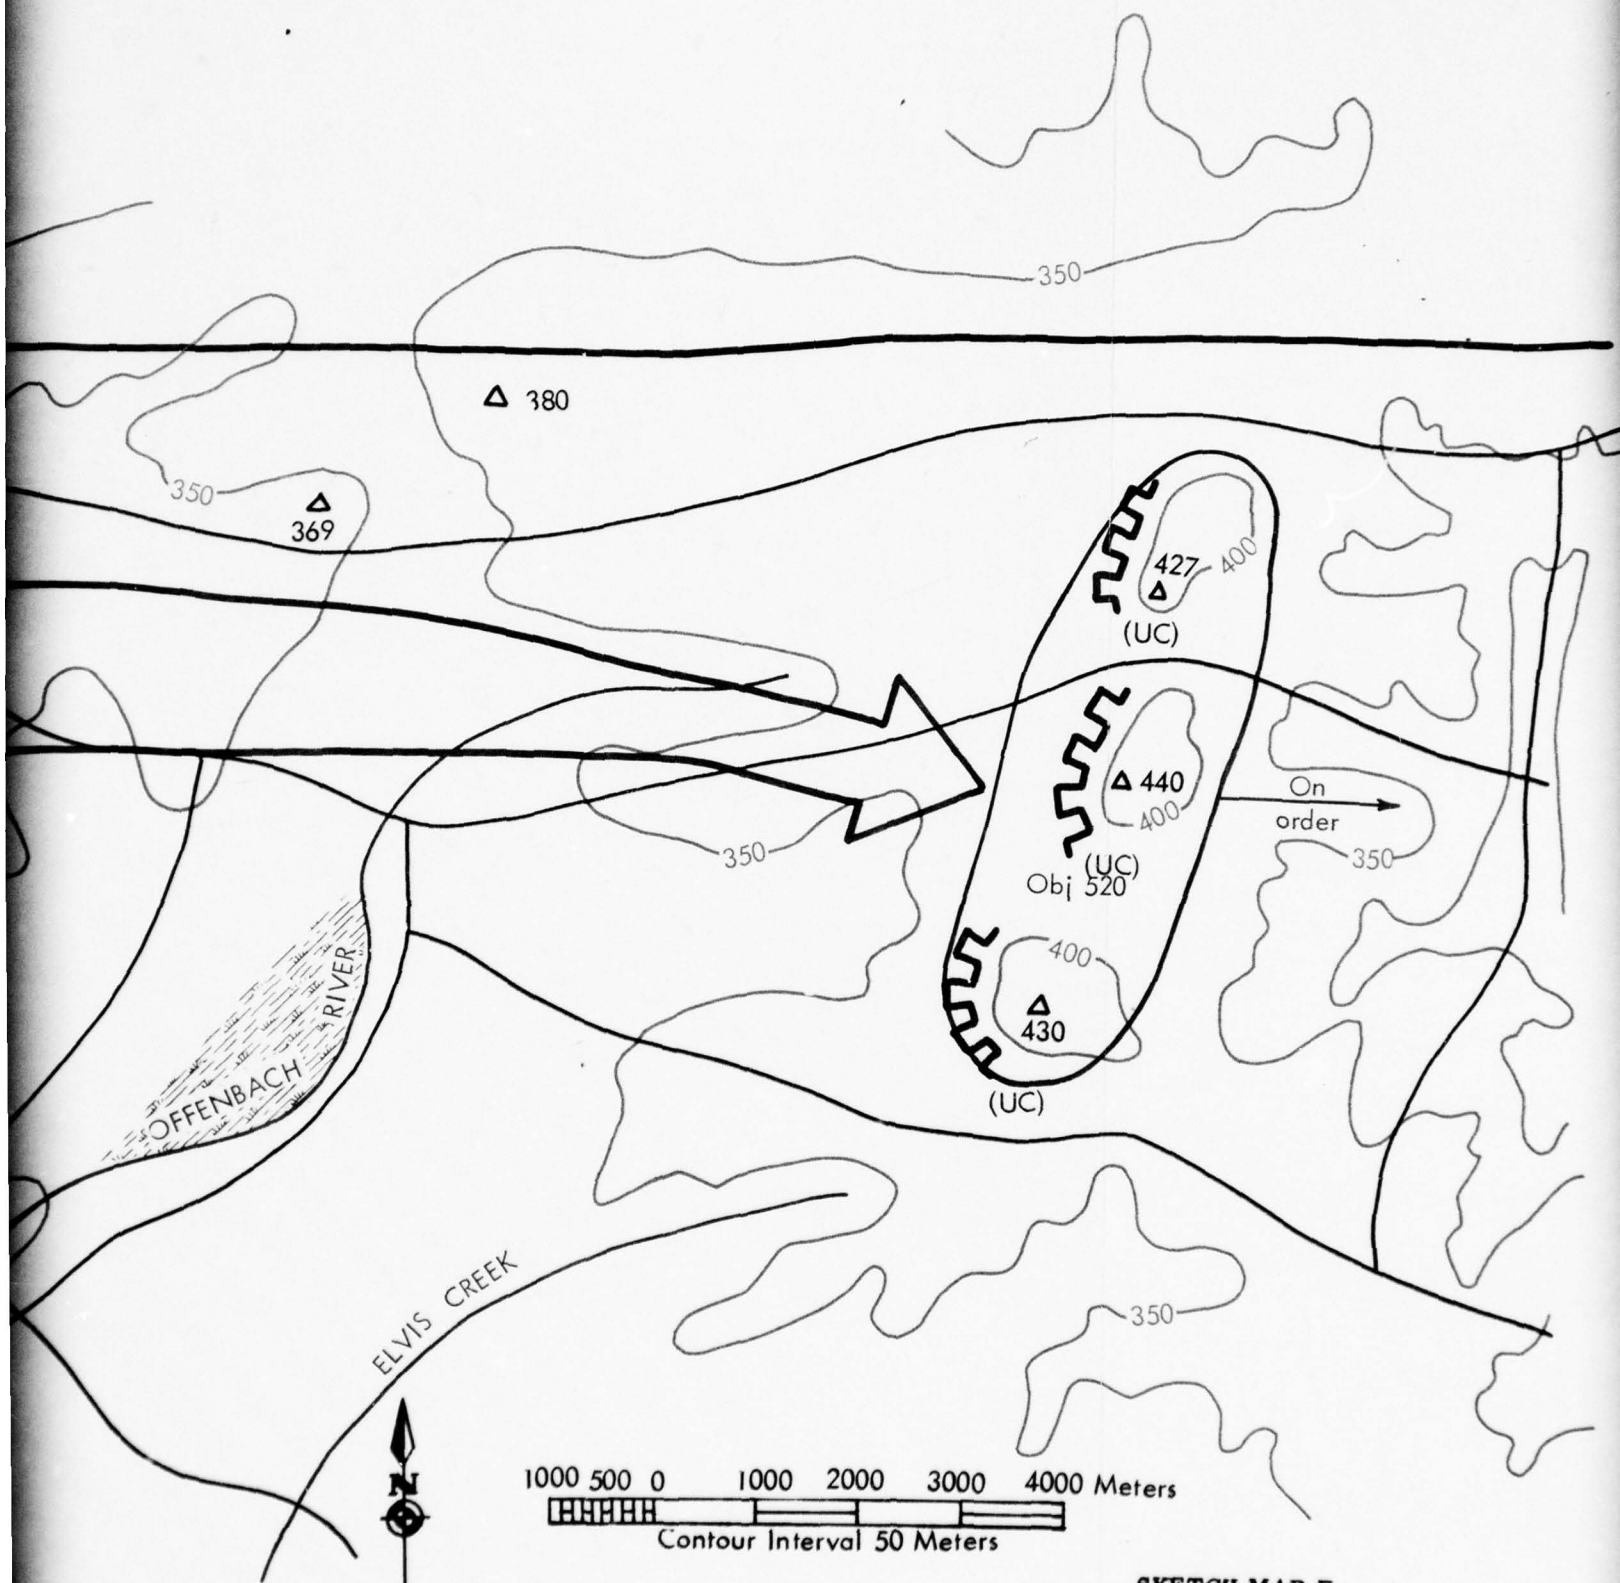 350
380
350
369
400
427
(UC)
440
400
On
order
350
350
(UC)
Obj 520
400
RIVER
430
OFFENBACH
(UC)
ELVIS CREEK
350
N
1000 500 0 1000 2000 3000 4000 Meters
Contour Interval 50 Meters